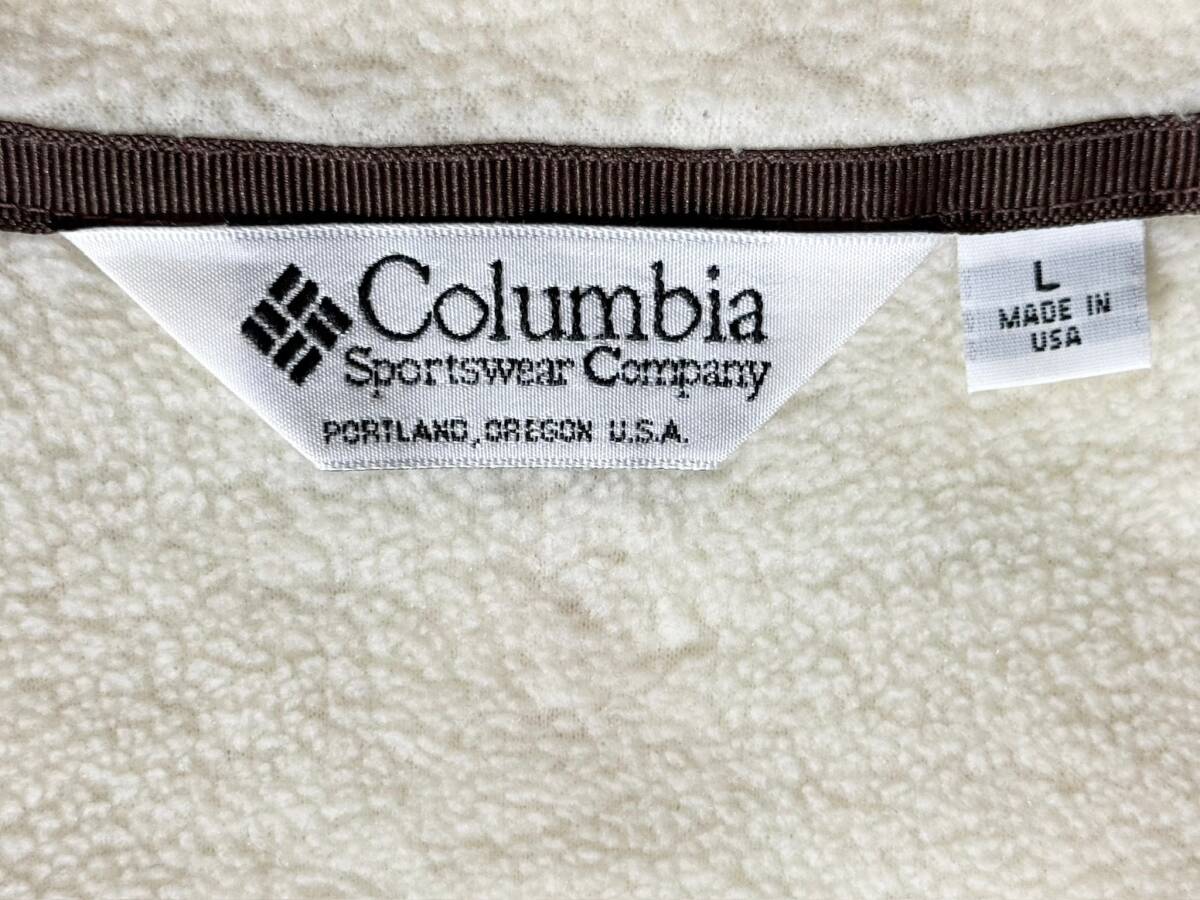 Columbia
Sportswear Company
PORTLAND, OREGON U.S.A.
L
MADE IN
USA